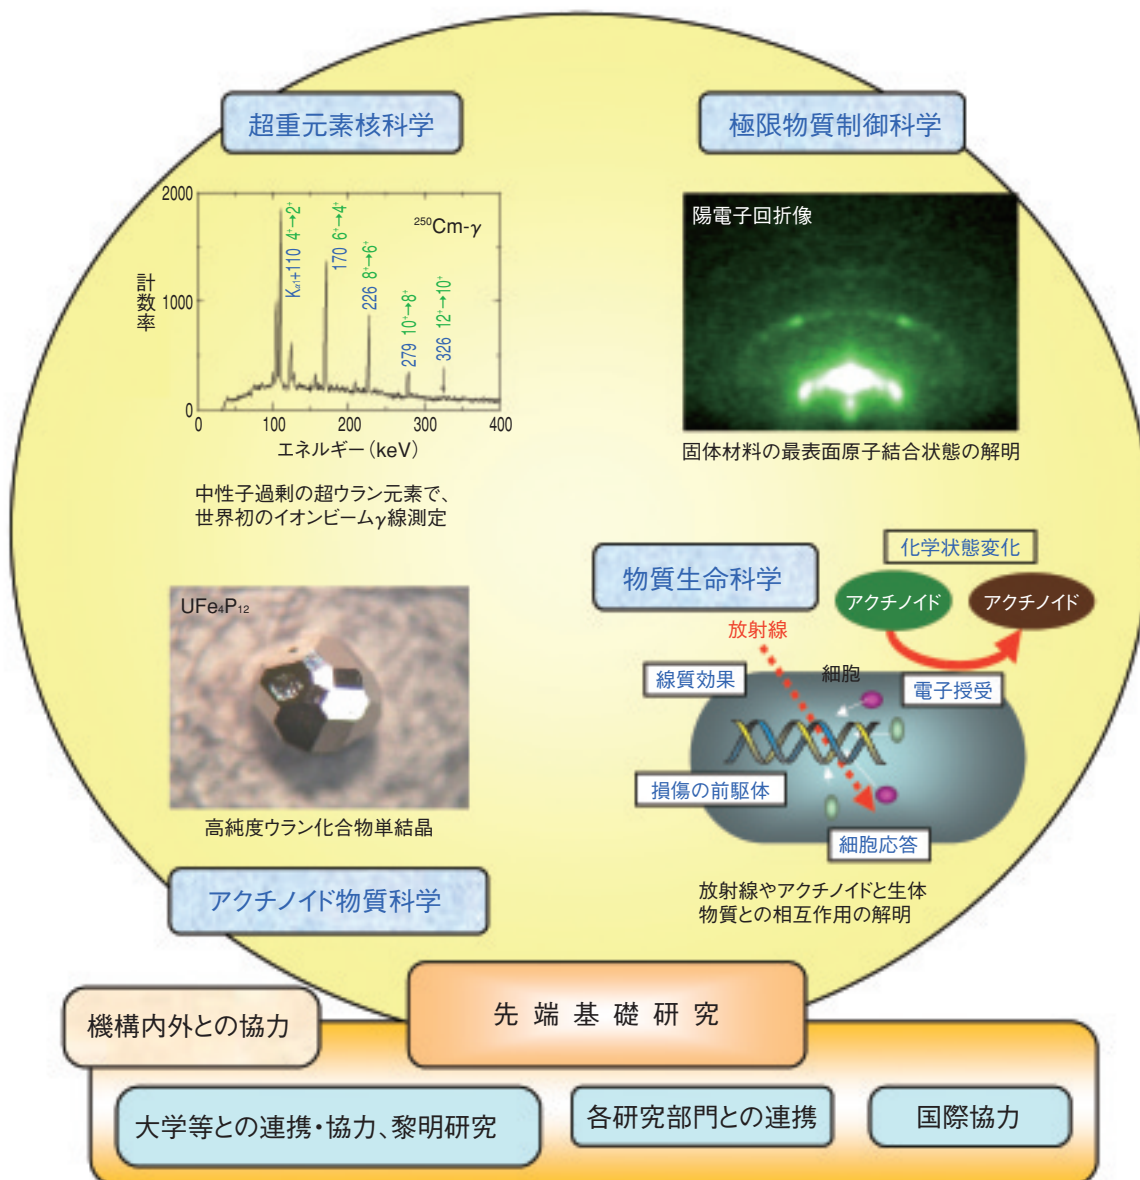 超重元素核科学
2000
1000
0
計数率
Kα1+110 4⁺→2⁺
170 6⁺→4⁺
226 8⁺→6⁺
279 10⁺→8⁺
326 12⁺→10⁺
²⁵⁰Cm-γ
0 100 200 300 400
エネルギー(keV)
中性子過剰の超ウラン元素で、
世界初のイオンビームγ線測定
極限物質制御科学
陽電子回折像
固体材料の最表面原子結合状態の解明
UFe₄P₁₂
高純度ウラン化合物単結晶
アクチノイド物質科学
物質生命科学
化学状態変化
アクチノイド
アクチノイド
放射線
線質効果
細胞
電子授受
損傷の前駆体
細胞応答
放射線やアクチノイドと生体
物質との相互作用の解明
先端基礎研究
機構内外との協力
大学等との連携・協力、黎明研究
各研究部門との連携
国際協力